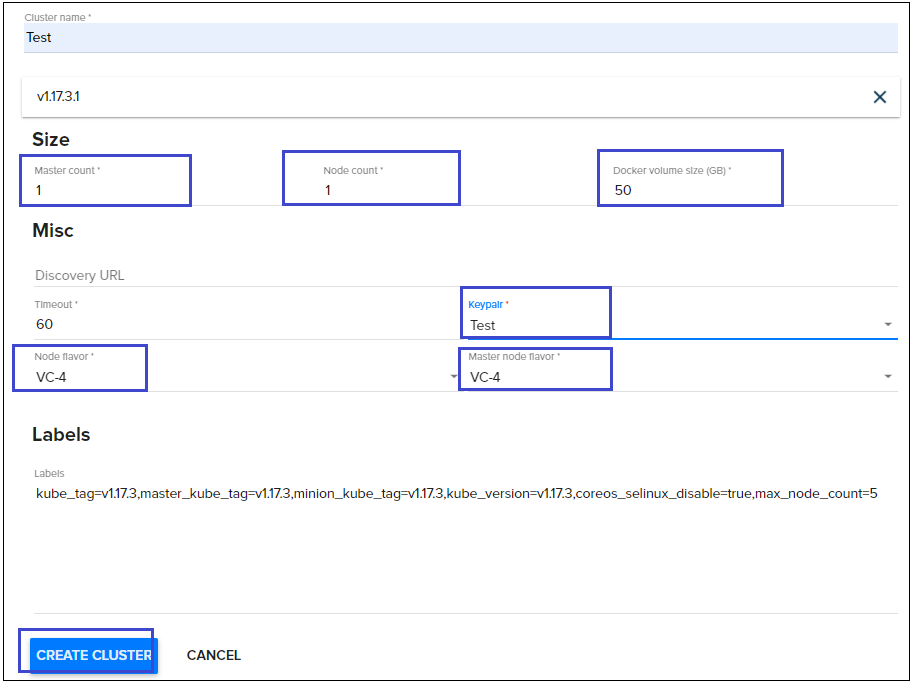 Cluster name *
Test
v1.17.3.1
Size
Master count * Node count * Docker volume size (GB) *
1 1 50
Misc
Discovery URL
Timeout * Keypair *
60 Test
Node flavor * Master node flavor *
VC-4 VC-4
Labels
Labels
kube_tag=v1.17.3,master_kube_tag=v1.17.3,minion_kube_tag=v1.17.3,kube_version=v1.17.3,coreos_selinux_disable=true,max_node_count=5
CREATE CLUSTER CANCEL